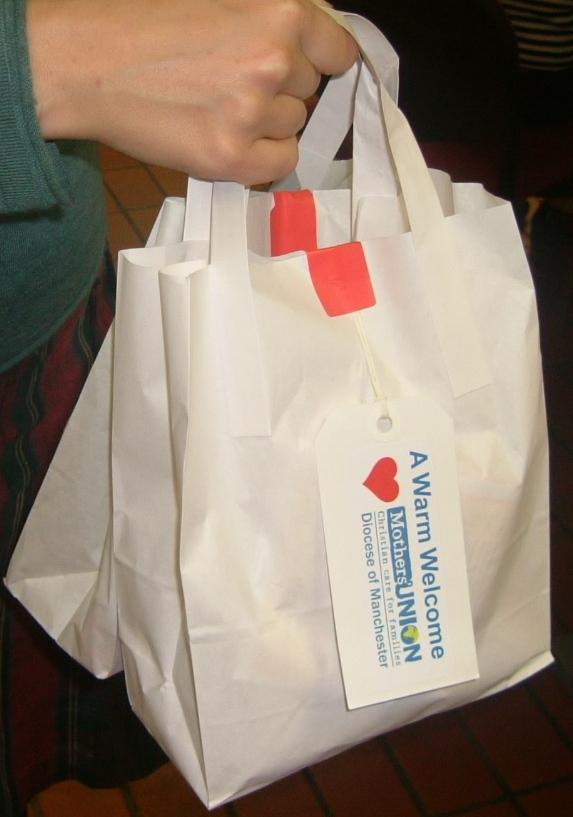 A Warm Welcome
Mothers' UNION
Christian care for families
Diocese of Manchester